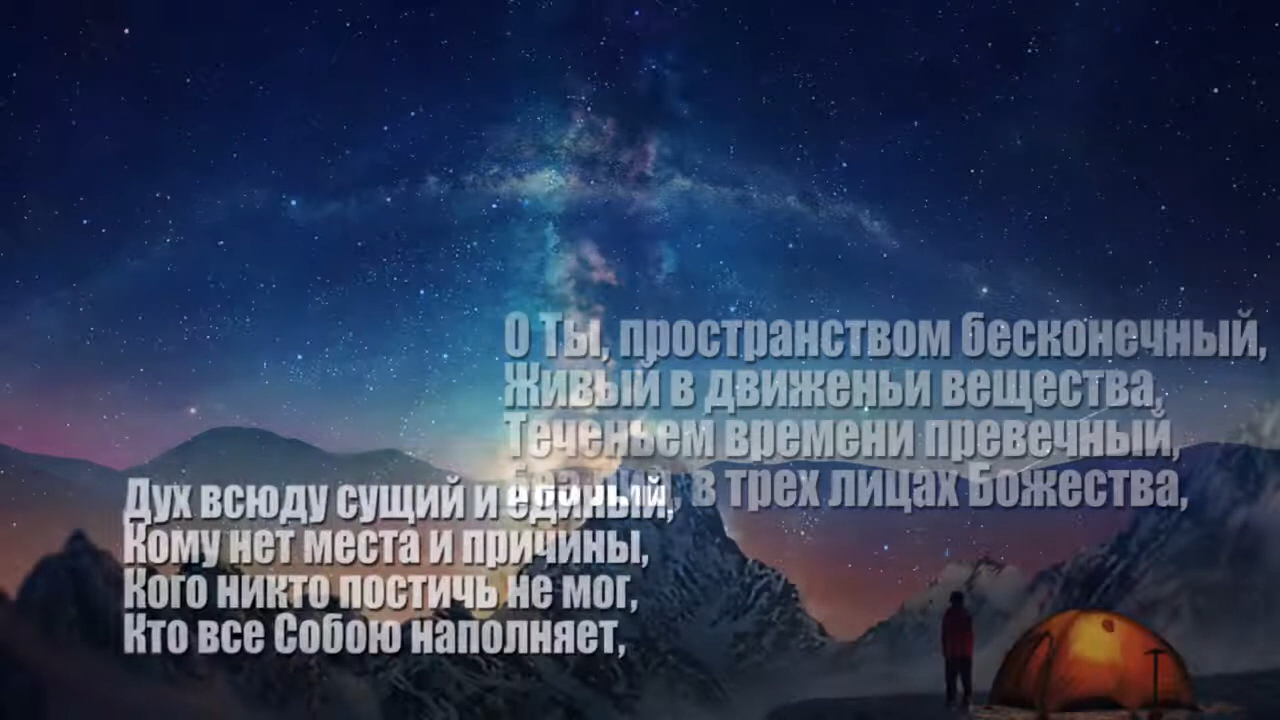 О Ты, пространством бесконечный,
Живый в движеньи вещества,
Теченьем времени превечный,
в трех лицах Божества,
Дух всюду сущий и единый,
Кому нет места и причины,
Кого никто постичь не мог,
Кто все Собою наполняет,